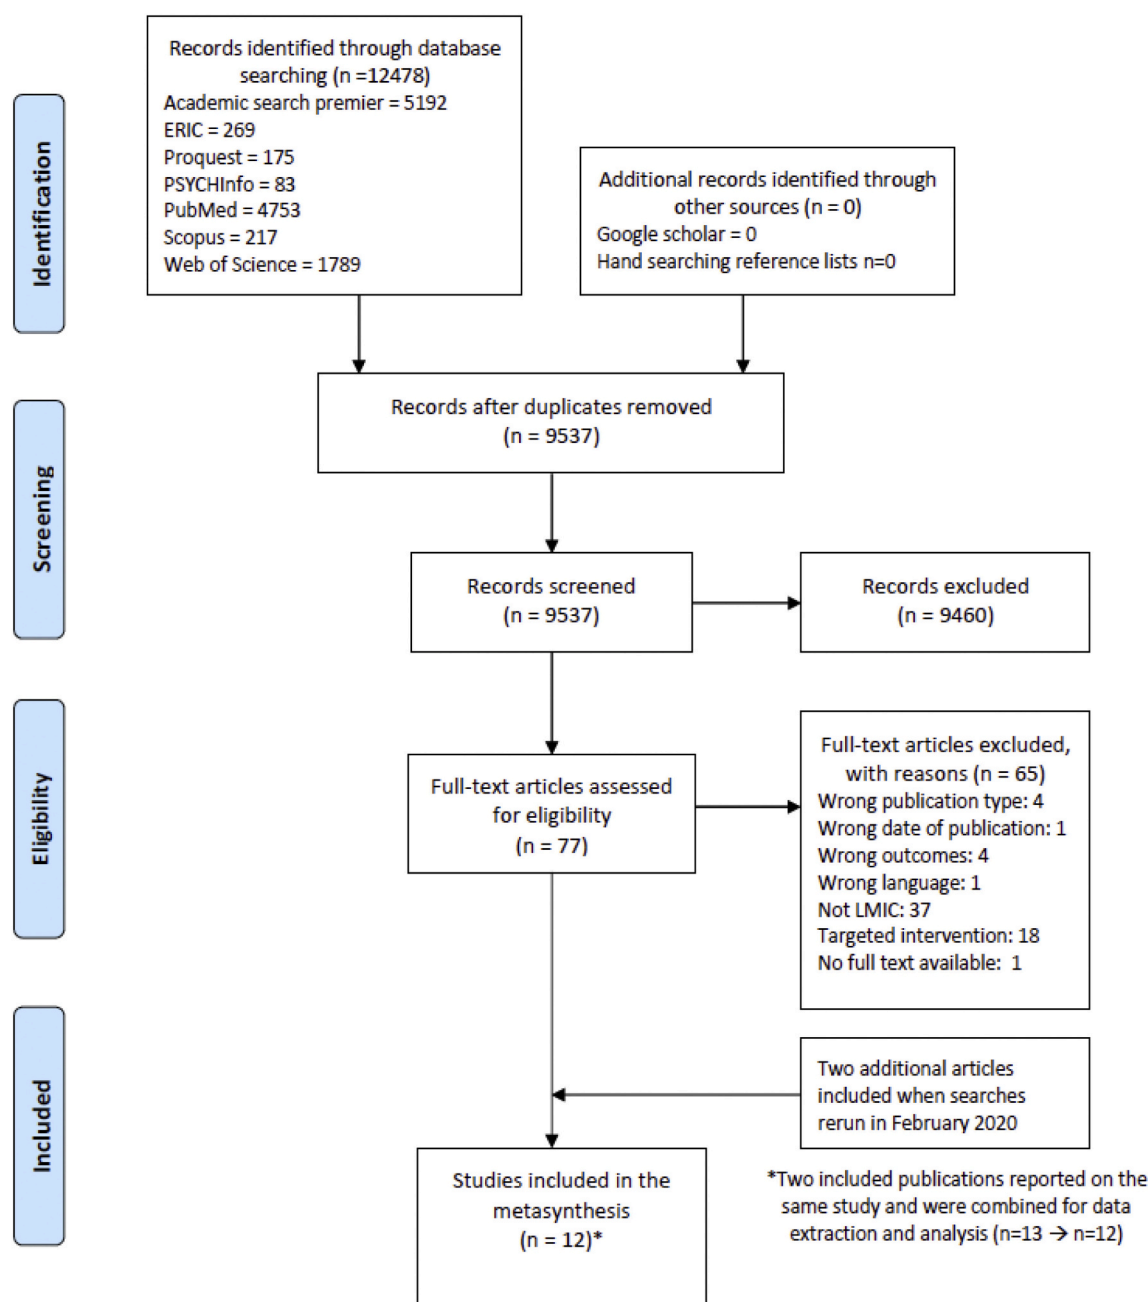 Identification
Records identified through database
searching (n =12478)
Academic search premier = 5192
ERIC = 269
Proquest = 175
PSYCHInfo = 83
PubMed = 4753
Scopus = 217
Web of Science = 1789
Additional records identified through
other sources (n = 0)
Google scholar = 0
Hand searching reference lists n=0
Screening
Records after duplicates removed
(n = 9537)
Records screened
(n = 9537)
Records excluded
(n = 9460)
Eligibility
Full-text articles assessed
for eligibility
(n = 77)
Full-text articles excluded,
with reasons (n = 65)
Wrong publication type: 4
Wrong date of publication: 1
Wrong outcomes: 4
Wrong language: 1
Not LMIC: 37
Targeted intervention: 18
No full text available:  1
Included
Two additional articles
included when searches
rerun in February 2020
Studies included in the
metasynthesis
(n = 12)*
*Two included publications reported on the
same study and were combined for data
extraction and analysis (n=13 → n=12)